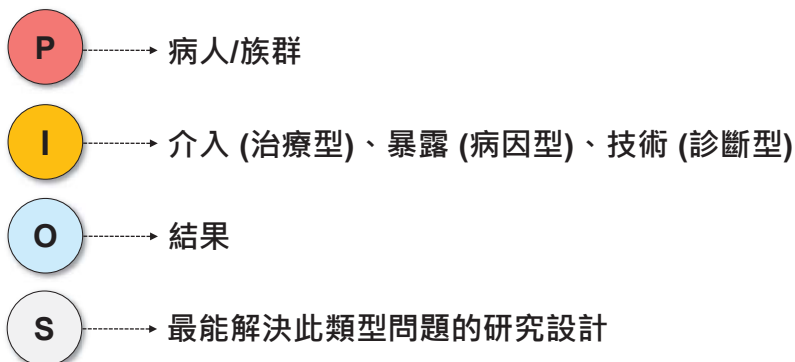 P 病人/族群
I 介入 (治療型)、暴露 (病因型)、技術 (診斷型)
O 結果
S 最能解決此類型問題的研究設計